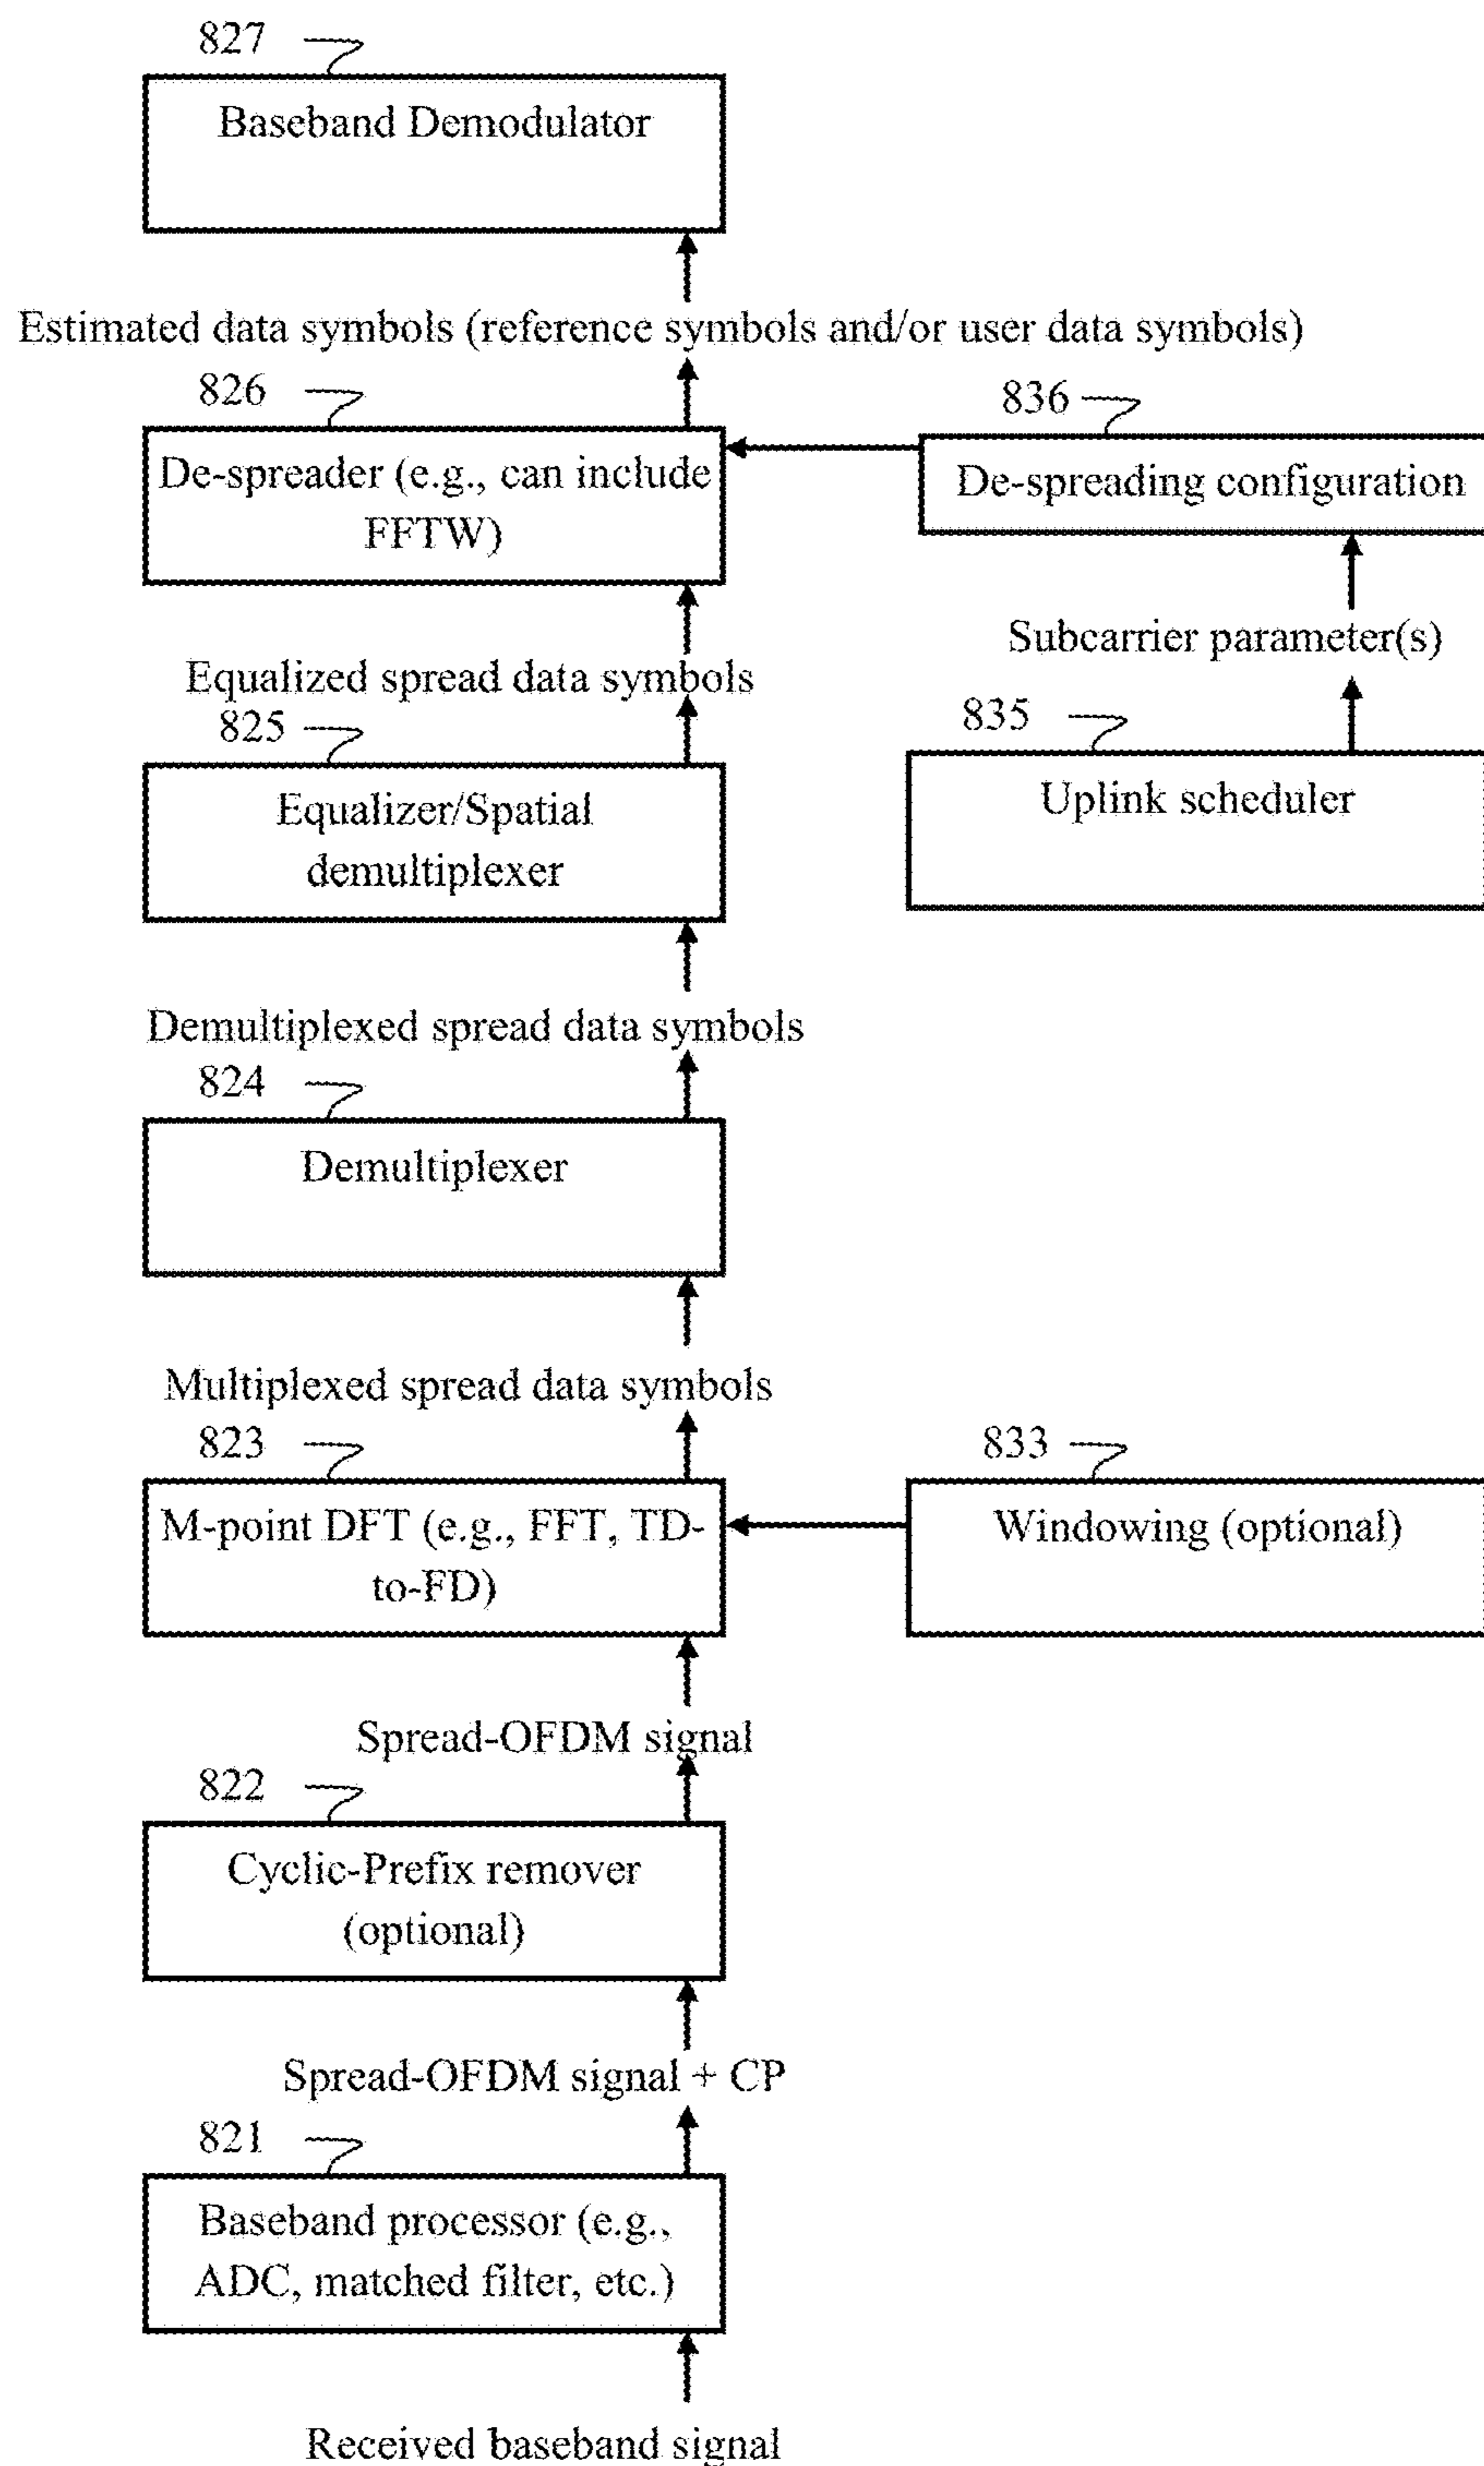 827
Baseband Demodulator
Estimated data symbols (reference symbols and/or user data symbols)
826
De-spreader (e.g., can include
FFTW)
836
De-spreading configuration
Subcarrier parameter(s)
Equalized spread data symbols
825
Equalizer/Spatial
demultiplexer
835
Uplink scheduler
Demultiplexed spread data symbols
824
Demultiplexer
Multiplexed spread data symbols
823
M-point DFT (e.g., FFT, TD-
to-FD)
833
Windowing (optional)
Spread-OFDM signal
822
Cyclic-Prefix remover
(optional)
Spread-OFDM signal + CP
821
Baseband processor (e.g.,
ADC, matched filter, etc.)
Received baseband signal